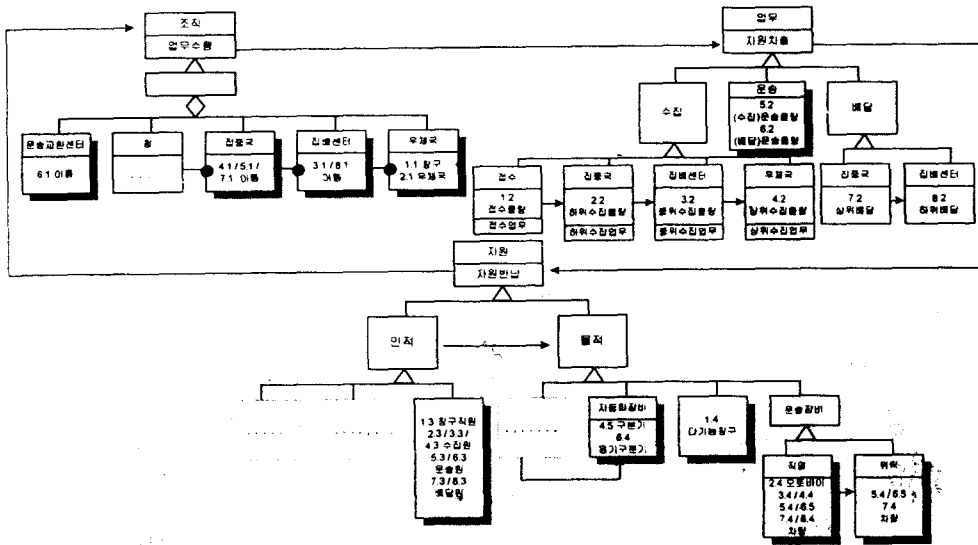 조직
업무수행
운송교환센터
6.1 이름
청
. . . .
집중국
4.1 / 5.1 /
7.1 이름
집배센터
3.1 / 8.1
이름
우체국
1.1 창구
2.1 우체국
업무
자원차출
수집
운송
5.2
(수집)운송물량
6.2
(배달)운송물량
배달
접수
1.2
접수물량
접수업무
집중국
2.2
하위수집물량
하위수집업무
집배센터
3.2
중위수집물량
중위수집업무
우체국
4.2
상위수집물량
상위수집업무
집중국
7.2
상위배달
집배센터
8.2
하위배달
자원
자원반납
인적
물적
1.3 창구직원
2.3 / 3.3 /
4.3 수집원
5.3 / 6.3
운송원
7.3 / 8.3
배달원
자동화장비
4.5 구분기
6.4
용기구분기
1.4
다기능창구
운송장비
직영
2.4 오토바이
3.4 / 4.4
5.4 / 6.5
7.4 / 8.4
차량
위탁
5.4 / 6.5
7.4
차량